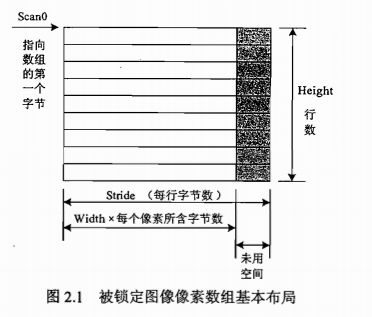 Scan0
指向
数组
的第
一个
字节
Height
行
数
Stride （每行字节数）
Width×每个像素所含字节数
未用
空间
图 2.1 被锁定图像像素数组基本布局